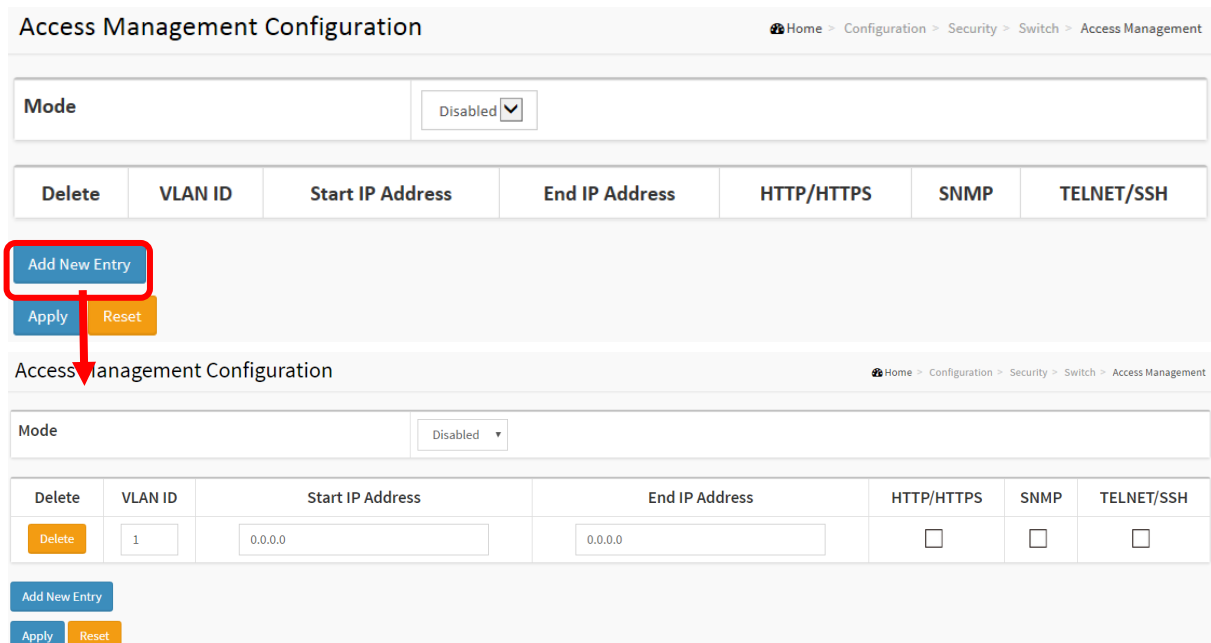 Access Management Configuration
Home > Configuration > Security > Switch > Access Management
Mode
Disabled
Delete VLAN ID Start IP Address End IP Address HTTP/HTTPS SNMP TELNET/SSH
Add New Entry
Apply Reset
Access Management Configuration
Home > Configuration > Security > Switch > Access Management
Mode
Disabled
Delete VLAN ID Start IP Address End IP Address HTTP/HTTPS SNMP TELNET/SSH
Delete 1 0.0.0.0 0.0.0.0
Add New Entry
Apply Reset